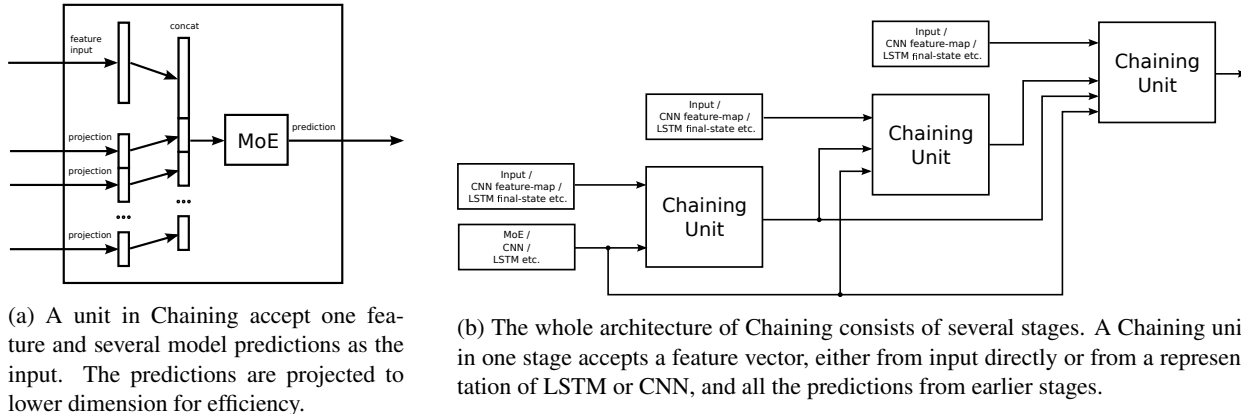 feature
input
concat
projection
projection
projection
MoE
prediction
(a) A unit in Chaining accept one fea-
ture and several model predictions as the
input. The predictions are projected to
lower dimension for efficiency.
Input /
CNN feature-map /
LSTM final-state etc.
Chaining
Unit
Input /
CNN feature-map /
LSTM final-state etc.
Chaining
Unit
Input /
CNN feature-map /
LSTM final-state etc.
Chaining
Unit
MoE /
CNN /
LSTM etc.
(b) The whole architecture of Chaining consists of several stages. A Chaining uni
in one stage accepts a feature vector, either from input directly or from a represen
tation of LSTM or CNN, and all the predictions from earlier stages.